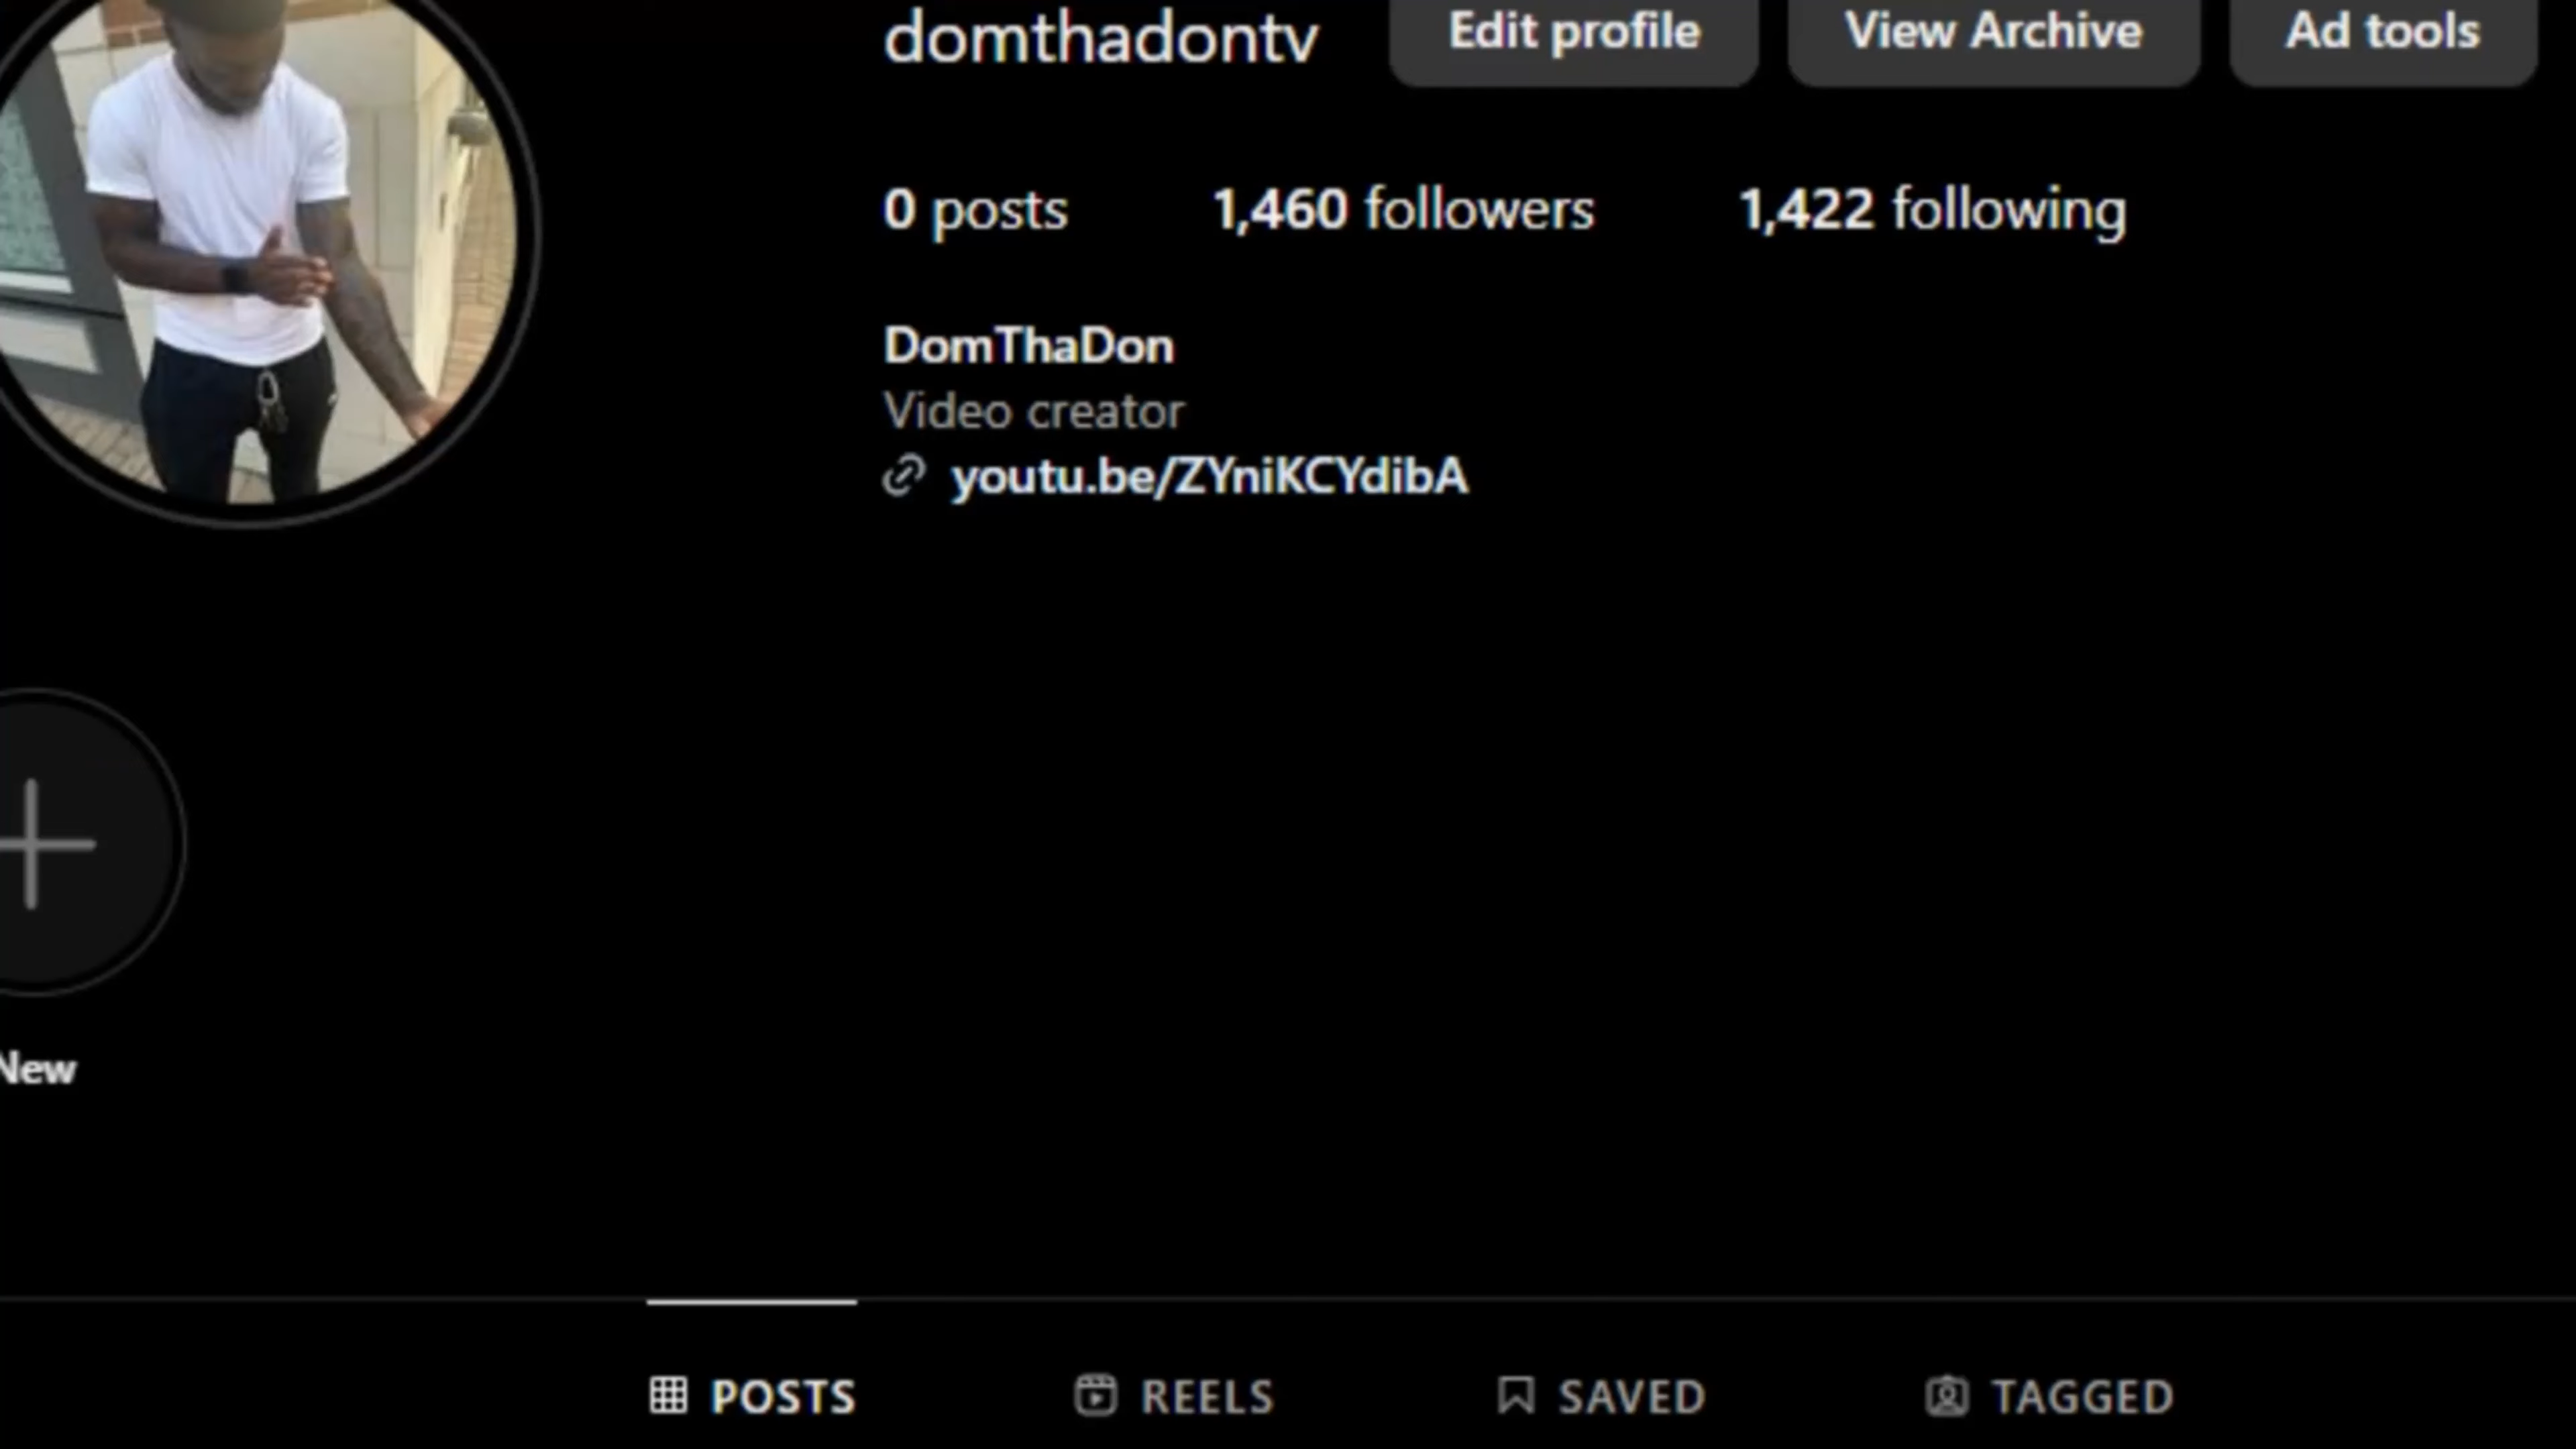 domthadontv Edit profile View Archive Ad tools
0 posts 1,460 followers 1,422 following
DomThaDon
Video creator
youtu.be/ZYniKCYdibA
New
POSTS REELS SAVED TAGGED